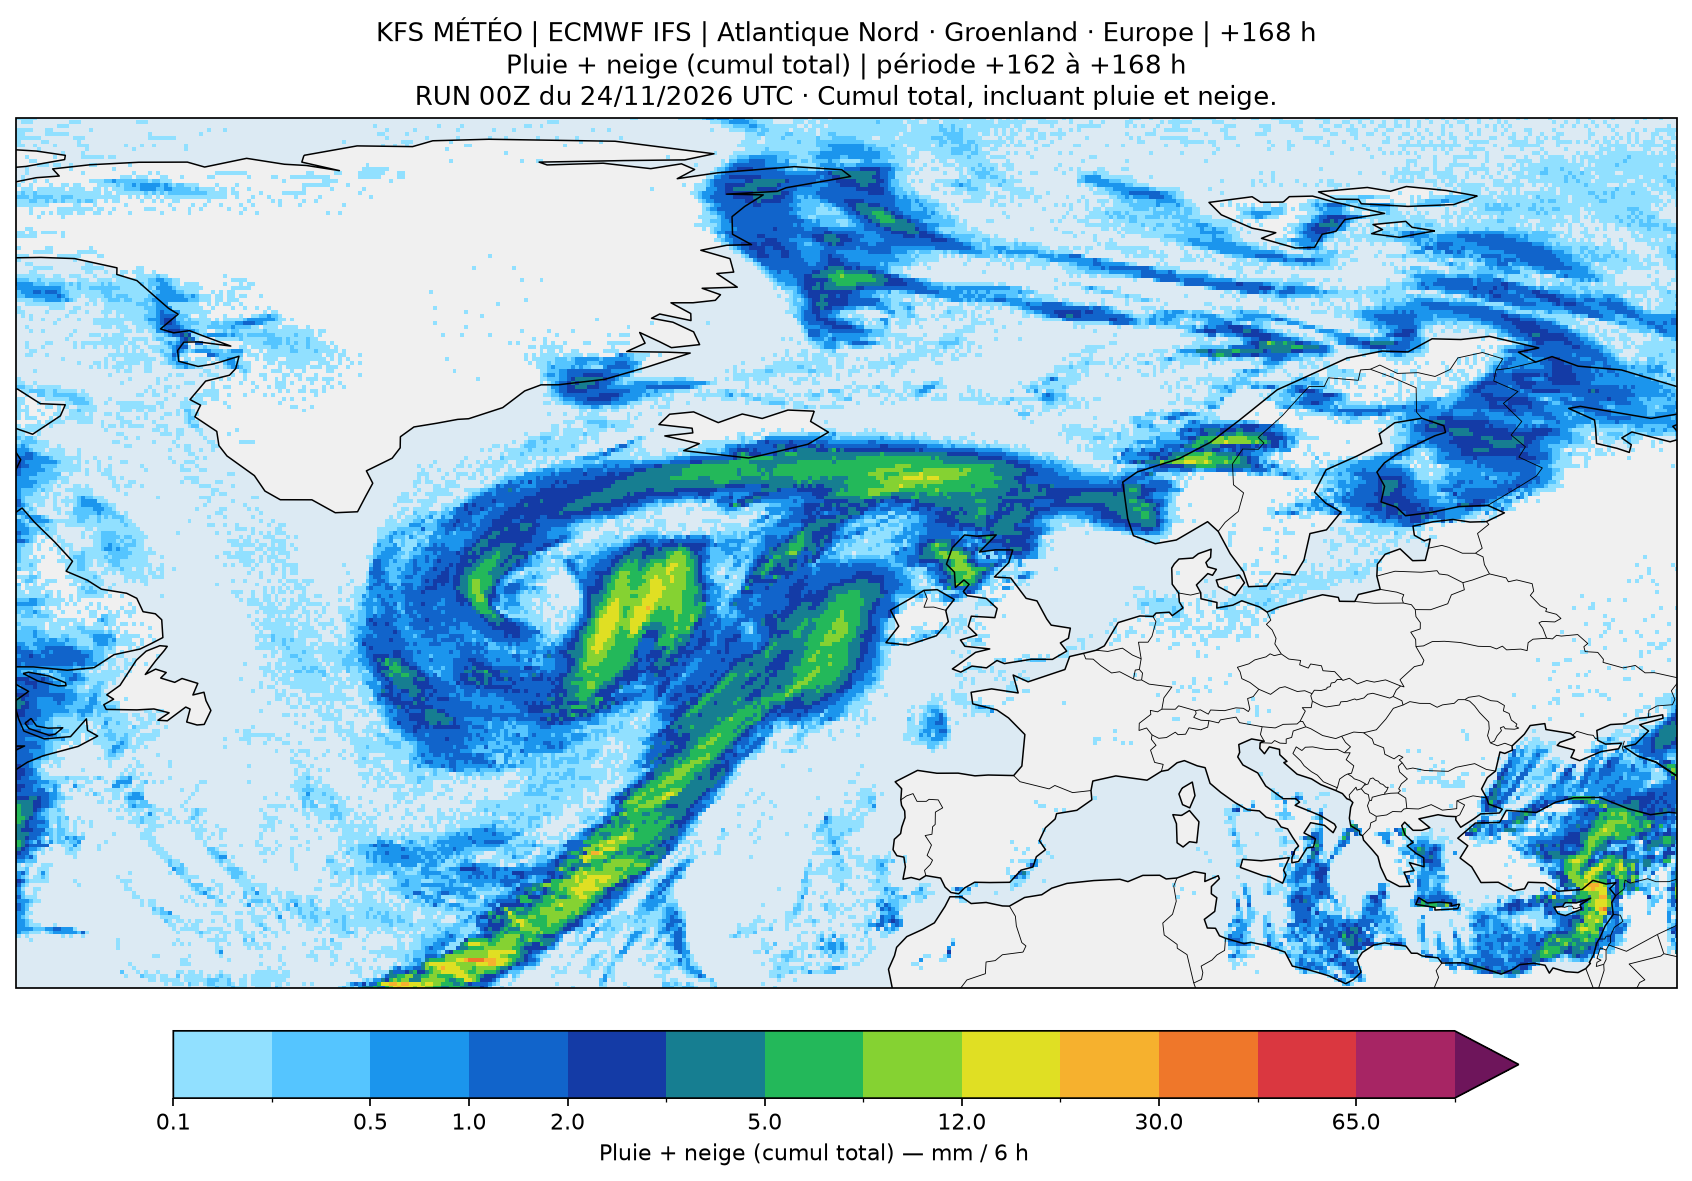 KFS MÉTÉO | ECMWF IFS | Atlantique Nord · Groenland · Europe | +168 h
Pluie + neige (cumul total) | période +162 à +168 h
RUN 00Z du 24/11/2026 UTC · Cumul total, incluant pluie et neige.
0.1 0.5 1.0 2.0 5.0 12.0 30.0 65.0
Pluie + neige (cumul total) — mm / 6 h